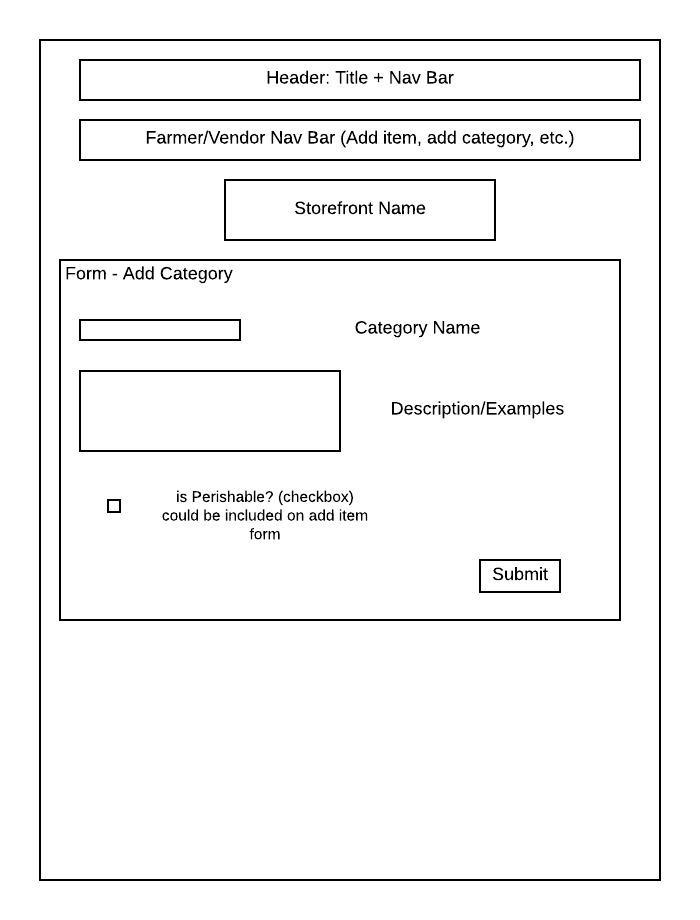 Header: Title + Nav Bar
Farmer/Vendor Nav Bar (Add item, add category, etc.)
Storefront Name
Form - Add Category
Category Name
Description/Examples
is Perishable? (checkbox)
could be included on add item
form
Submit